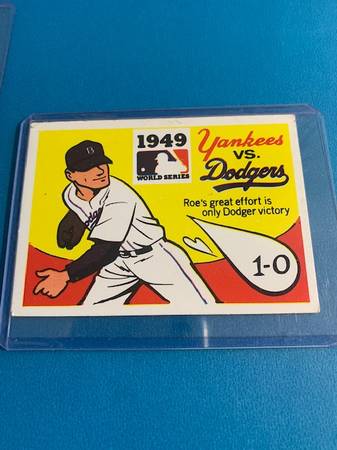 1949
WORLD SERIES
Yankees
VS.
Dodgers
Roe's great effort is
only Dodger victory
1-0
B